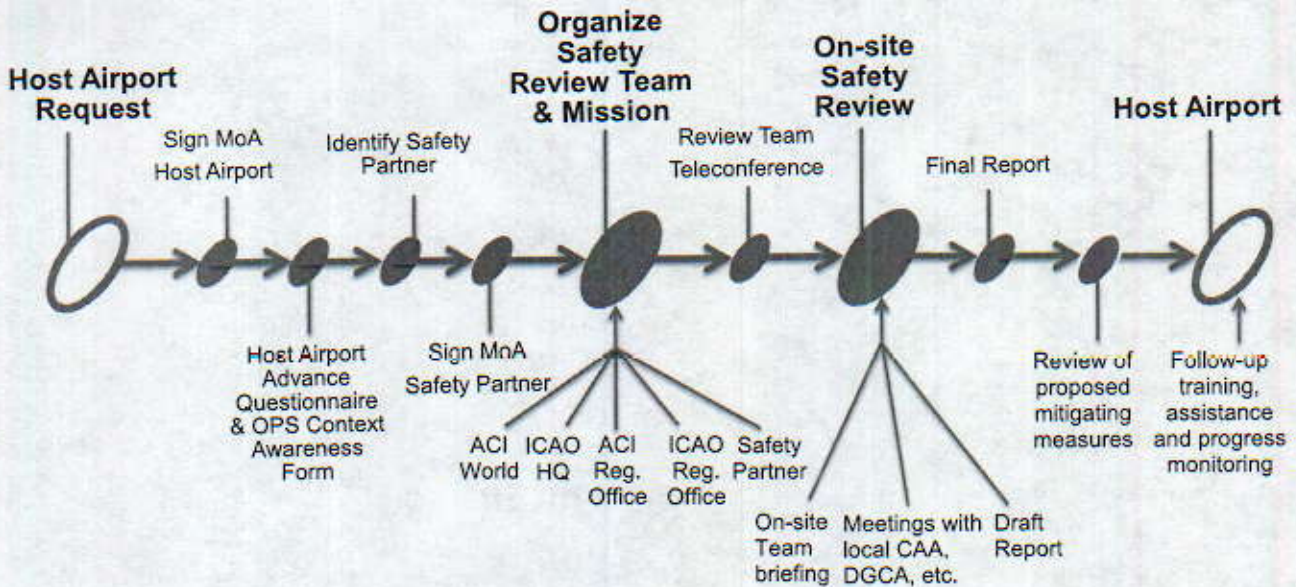 Host Airport
Request
Sign MoA
Host Airport
Host Airport
Advance
Questionnaire
& OPS Context
Awareness
Form
Identify Safety
Partner
Sign MoA
Safety Partner
Organize
Safety
Review Team
& Mission
ACI
World
ICAO
HQ
ACI
Reg.
Office
ICAO
Reg.
Office
Safety
Partner
Review Team
Teleconference
On-site
Safety
Review
On-site
Team
briefing
Meetings with
local CAA,
DGCA, etc.
Draft
Report
Final Report
Review of
proposed
mitigating
measures
Host Airport
Follow-up
training,
assistance
and progress
monitoring